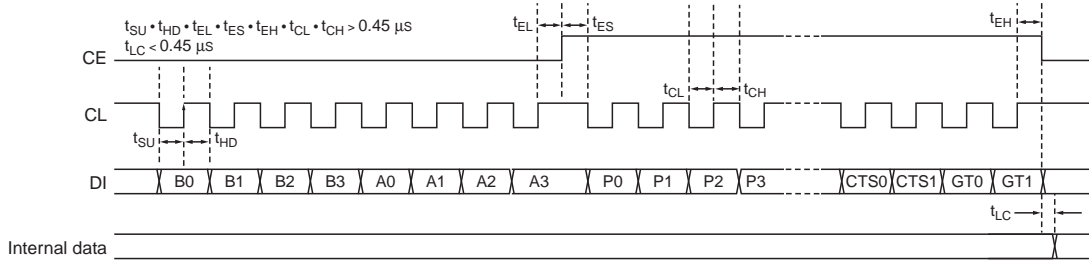 tSU • tHD • tEL • tES • tEH • tCL • tCH > 0.45 µs
tLC < 0.45 µs
tEL
tES
tEH
CE
tCL
tCH
CL
tSU
tHD
DI
B0
B1
B2
B3
A0
A1
A2
A3
P0
P1
P2
P3
CTS0
CTS1
GT0
GT1
tLC
Internal data